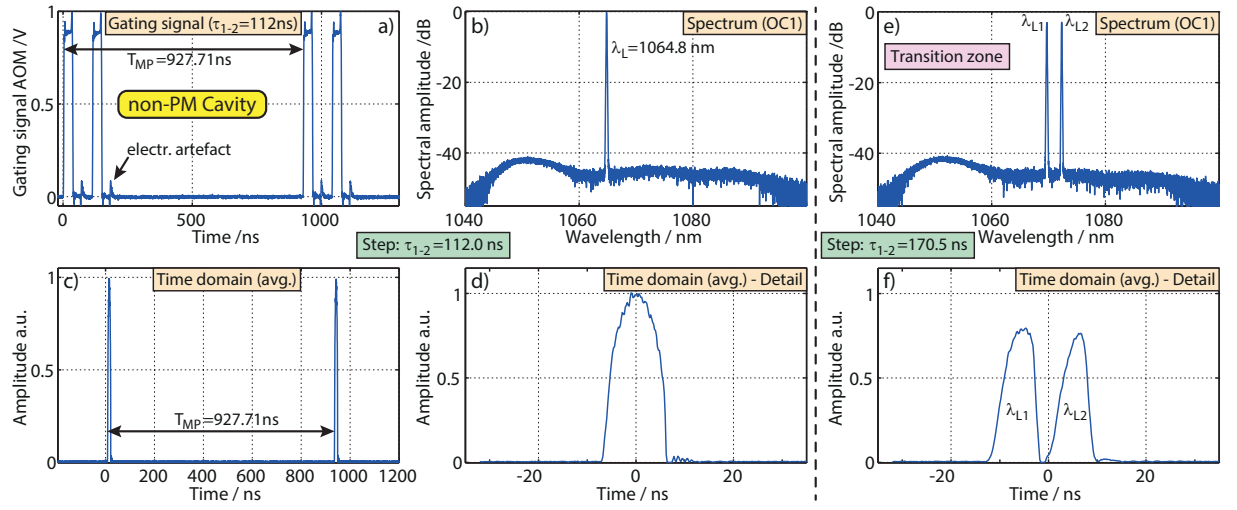 Gating signal (τ1-2=112ns)
a)
TMP=927.71ns
non-PM Cavity
electr. artefact
Gating signal AOM /V
1
0.5
0
0
500
1000
Time /ns
b)
Spectrum (OC1)
λL=1064.8 nm
Spectral amplitude /dB
0
-20
-40
1040
1060
1080
Wavelength / nm
e)
λL1
λL2
Spectrum (OC1)
Transition zone
Spectral amplitude /dB
0
-20
-40
1040
1060
1080
Wavelength / nm
Step: τ1-2=112.0 ns
Step: τ1-2=170.5 ns
c)
Time domain (avg.)
TMP=927.71ns
Amplitude a.u.
1
0.5
0
-200
0
200
400
600
800
1000
1200
Time / ns
d)
Time domain (avg.) - Detail
Amplitude a.u.
1
0.5
0
-20
0
20
Time / ns
f)
Time domain (avg.) - Detail
λL1
λL2
Amplitude a.u.
1
0.5
0
-20
0
20
Time / ns